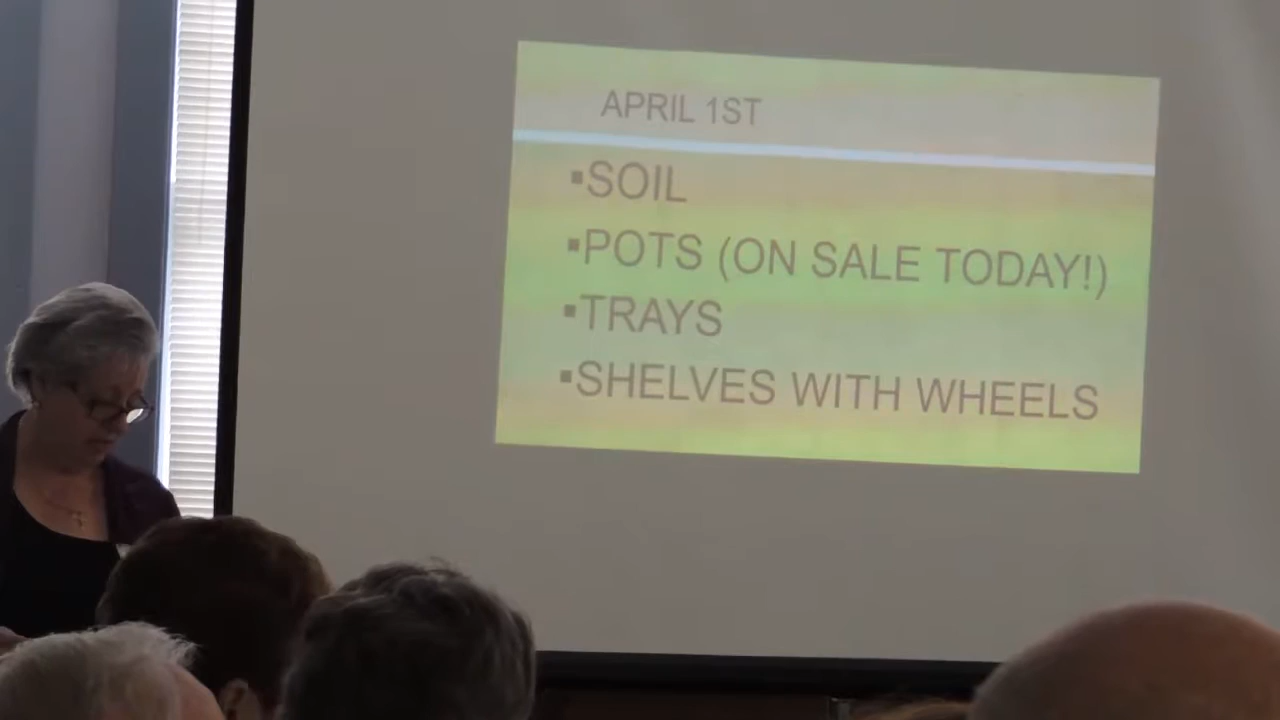 APRIL 1ST
▪SOIL
▪POTS (ON SALE TODAY!)
▪TRAYS
▪SHELVES WITH WHEELS